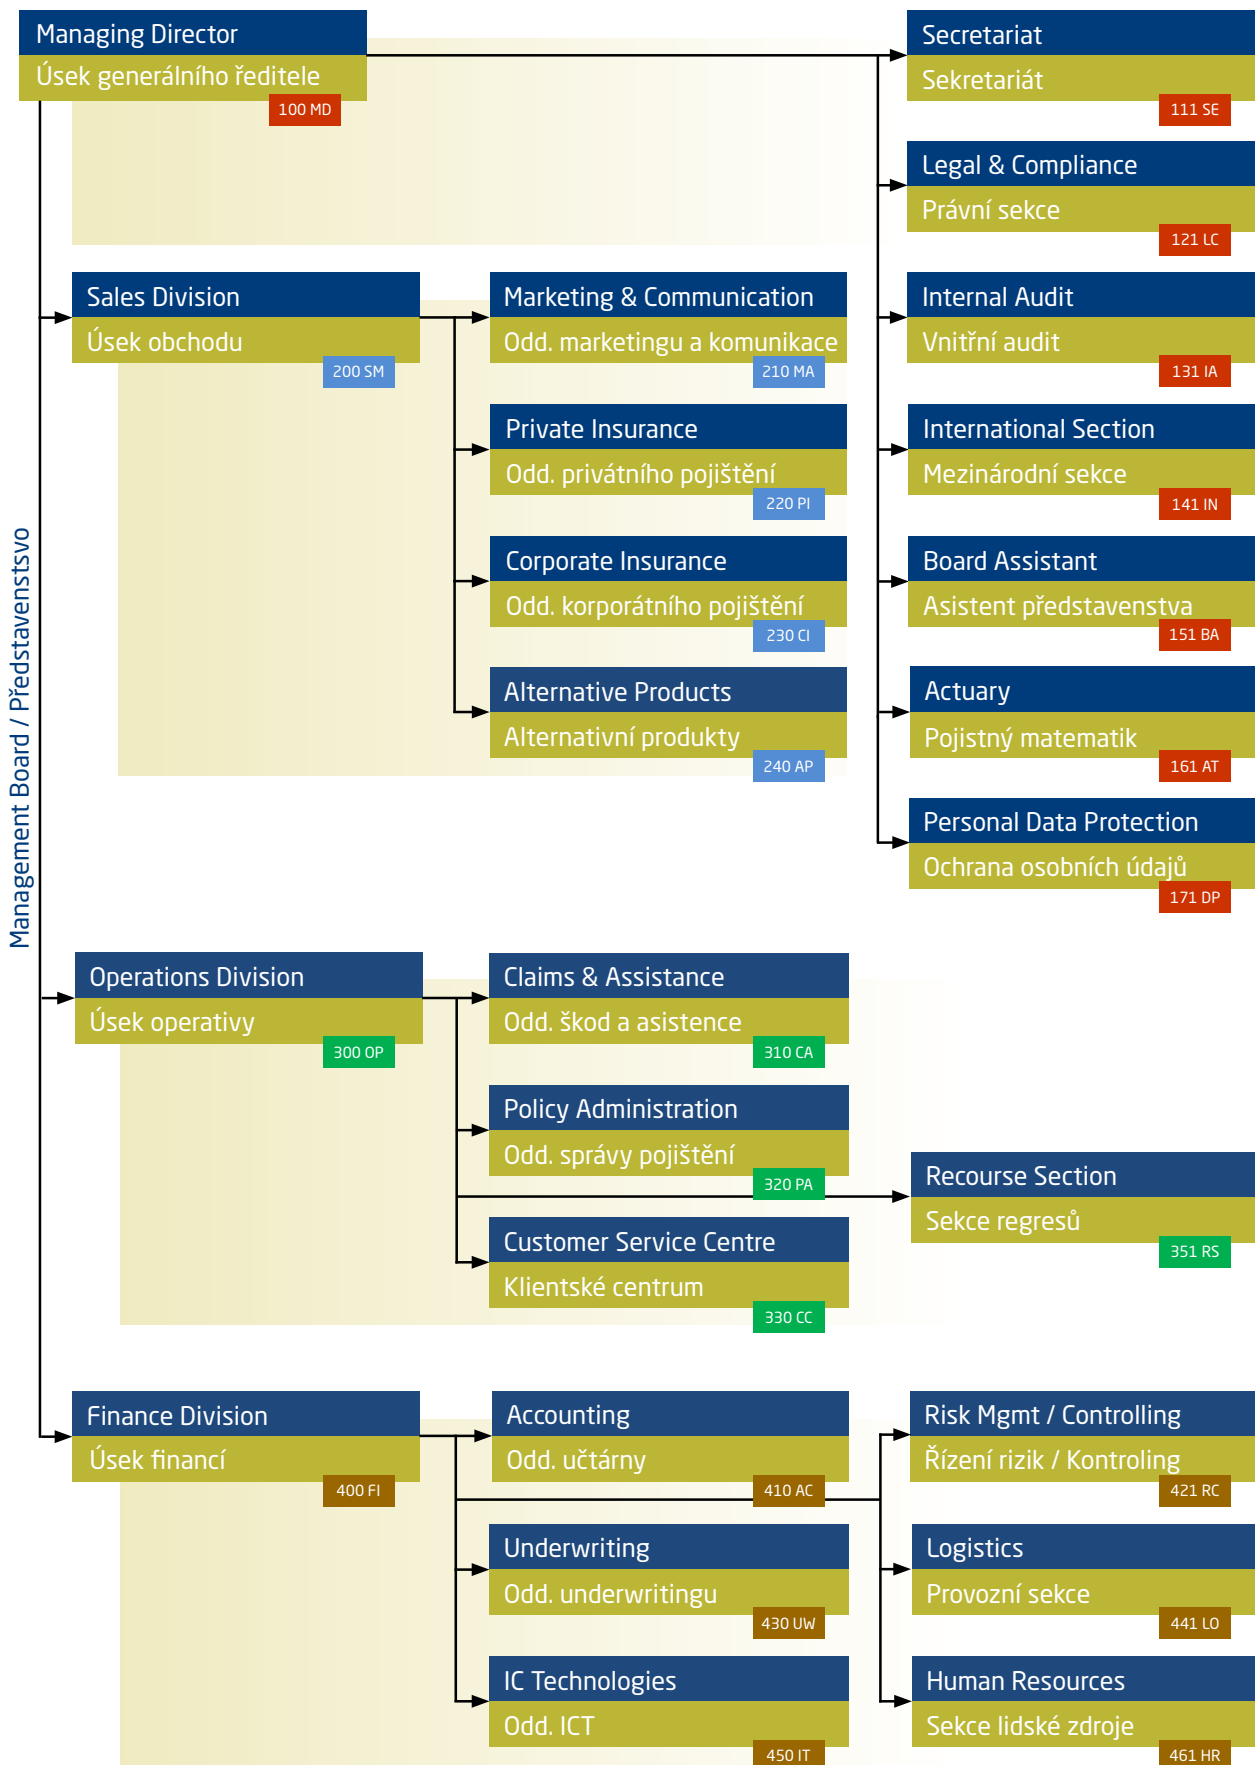 Managing Director
Úsek generálního ředitele
100 MD
Secretariat
Sekretariát
111 SE
Legal & Compliance
Právní sekce
121 LC
Sales Division
Úsek obchodu
200 SM
Marketing & Communication
Odd. marketingu a komunikace
210 MA
Internal Audit
Vnitřní audit
131 IA
Private Insurance
Odd. privátního pojištění
220 PI
International Section
Mezinárodní sekce
141 IN
Corporate Insurance
Odd. korporátního pojištění
230 CI
Board Assistant
Asistent představenstva
151 BA
Alternative Products
Alternativní produkty
240 AP
Actuary
Pojistný matematik
161 AT
Personal Data Protection
Ochrana osobních údajů
171 DP
Management Board / Představenstsvo
Operations Division
Úsek operativy
300 OP
Claims & Assistance
Odd. škod a asistence
310 CA
Policy Administration
Odd. správy pojištění
320 PA
Recourse Section
Sekce regresů
351 RS
Customer Service Centre
Klientské centrum
330 CC
Finance Division
Úsek financí
400 FI
Accounting
Odd. učtárny
410 AC
Risk Mgmt / Controlling
Řízení rizik / Kontroling
421 RC
Underwriting
Odd. underwritingu
430 UW
Logistics
Provozní sekce
441 LO
IC Technologies
Odd. ICT
450 IT
Human Resources
Sekce lidské zdroje
461 HR